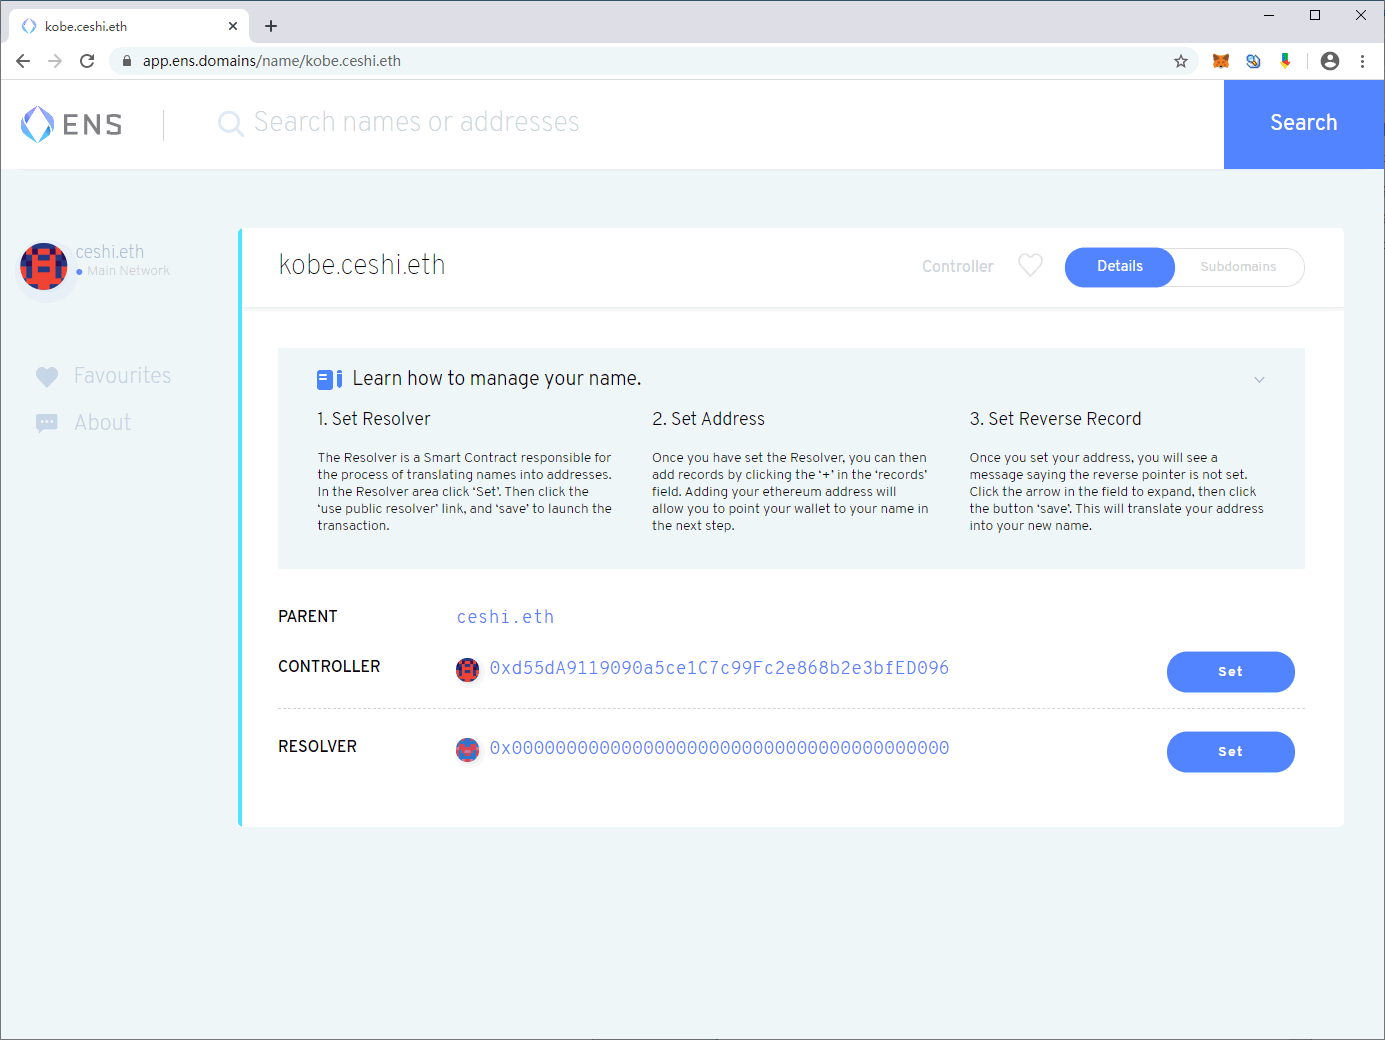 kobe.ceshi.eth
app.ens.domains/name/kobe.ceshi.eth
ENS
Search names or addresses
Search
ceshi.eth
Main Network
Favourites
About
kobe.ceshi.eth
Controller
Details
Subdomains
Learn how to manage your name.
1. Set Resolver
The Resolver is a Smart Contract responsible for
the process of translating names into addresses.
In the Resolver area click ‘Set’. Then click the
‘use public resolver’ link, and ‘save’ to launch the
transaction.
2. Set Address
Once you have set the Resolver, you can then
add records by clicking the ‘+’ in the ‘records’
field. Adding your ethereum address will
allow you to point your wallet to your name in
the next step.
3. Set Reverse Record
Once you set your address, you will see a
message saying the reverse pointer is not set.
Click the arrow in the field to expand, then click
the button ‘save’. This will translate your address
into your new name.
PARENT
ceshi.eth
CONTROLLER
0xd55dA9119090a5ce1C7c99Fc2e868b2e3bfED096
Set
RESOLVER
0x0000000000000000000000000000000000000000
Set